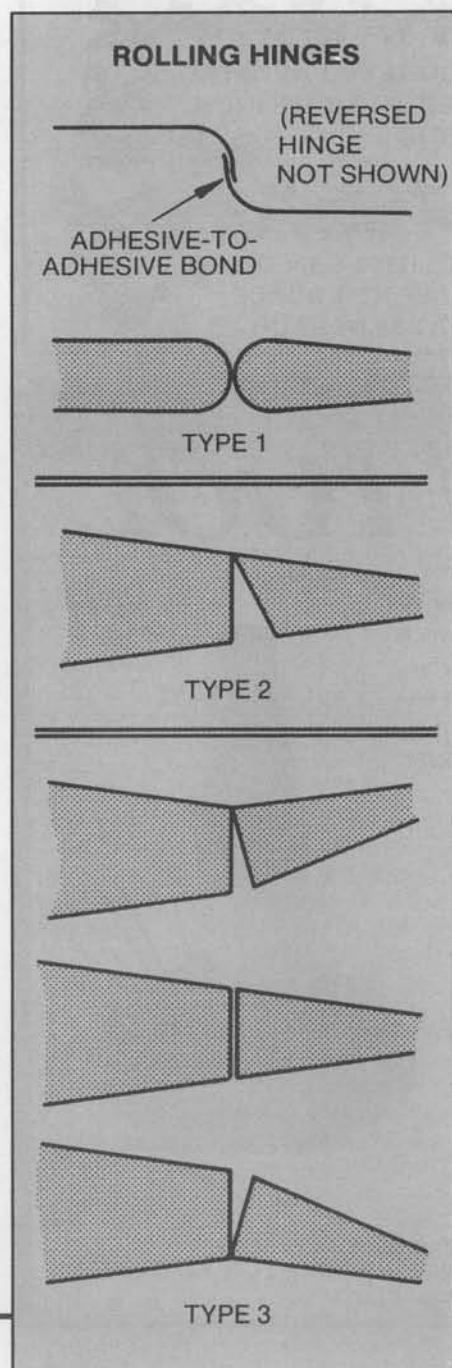 ROLLING HINGES
(REVERSED
HINGE
NOT SHOWN)
ADHESIVE-TO-
ADHESIVE BOND
TYPE 1
TYPE 2
TYPE 3